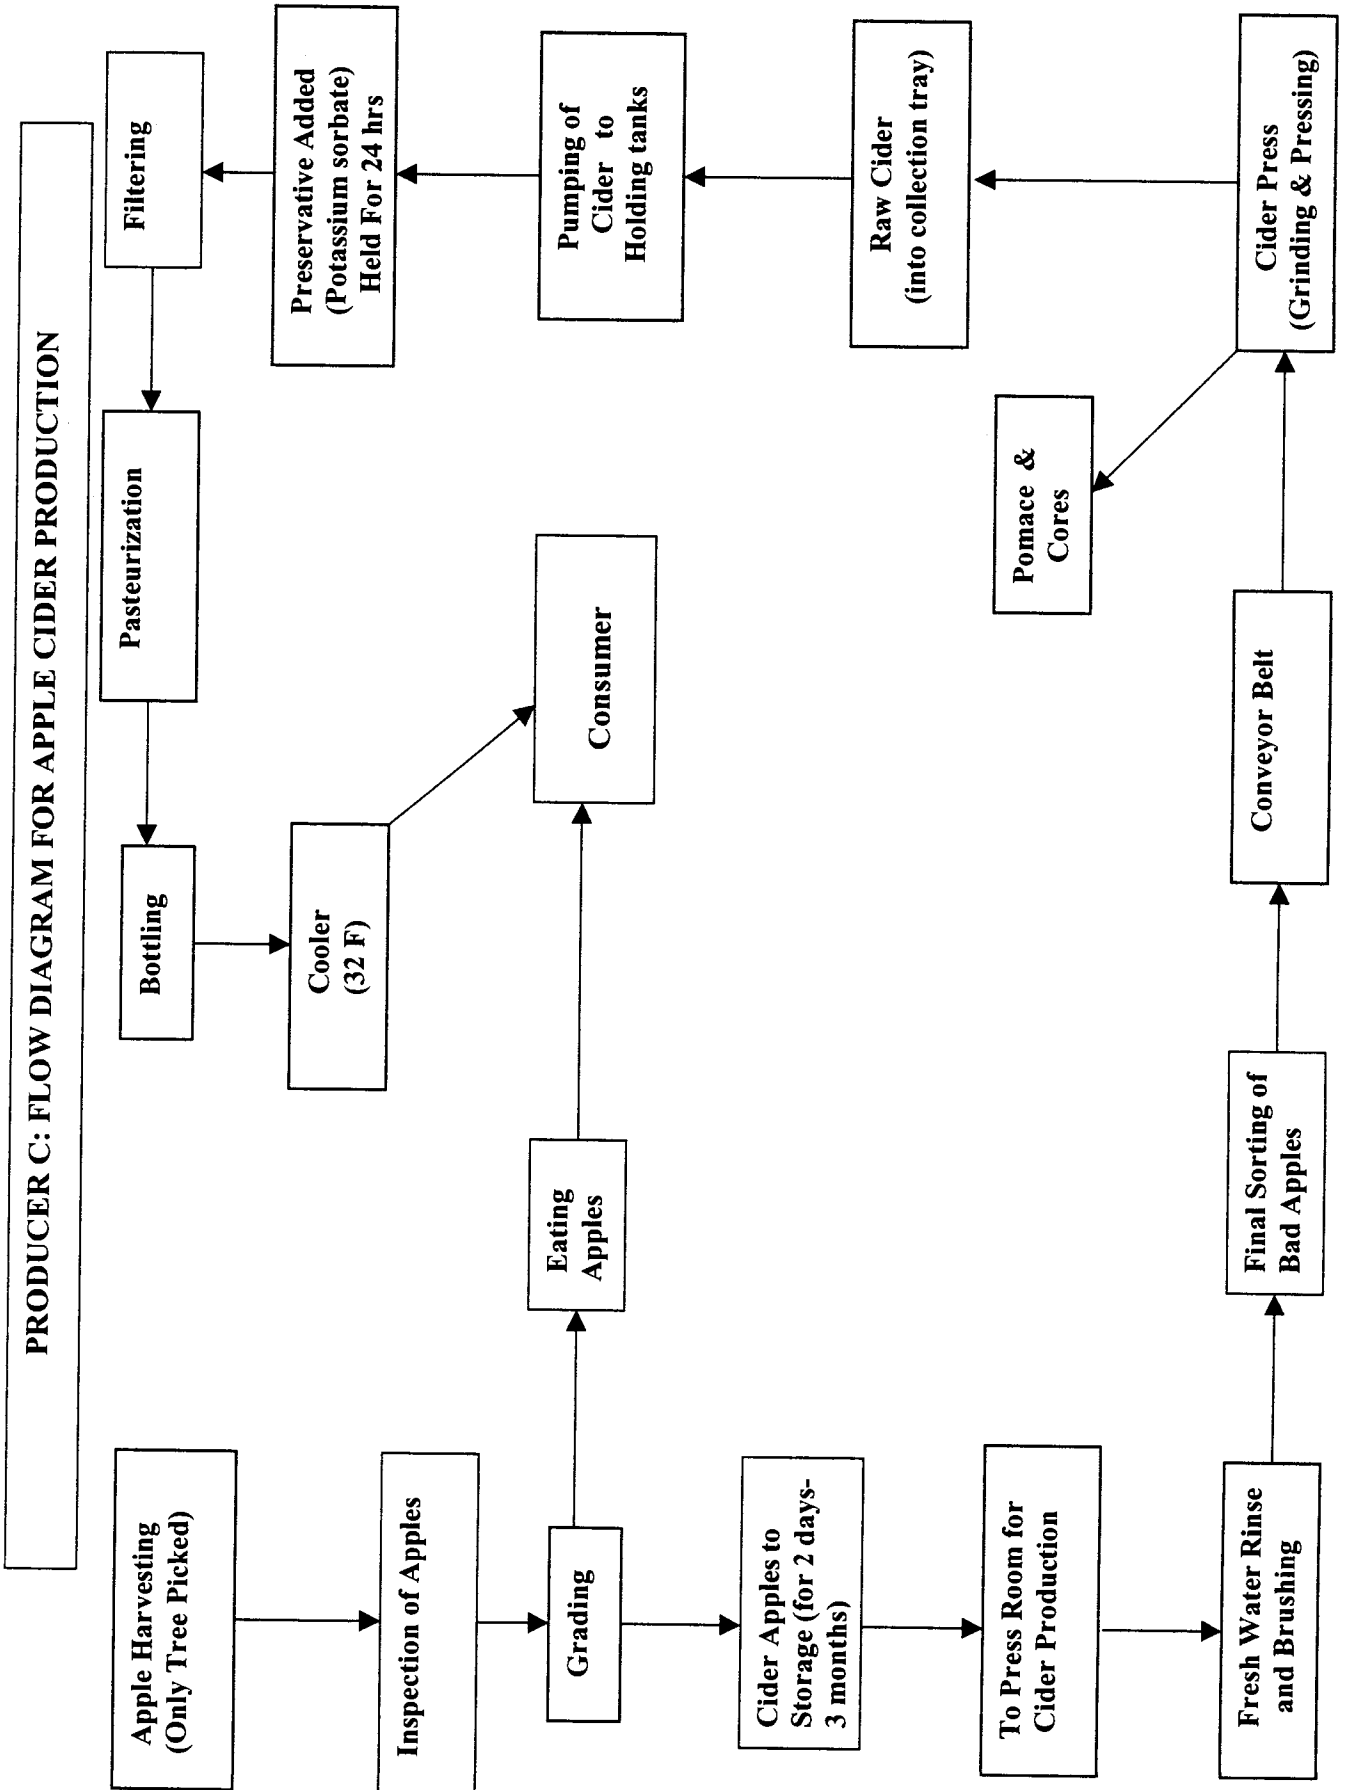 PRODUCER C: FLOW DIAGRAM FOR APPLE CIDER PRODUCTION
Apple Harvesting
(Only Tree Picked)
Inspection of Apples
Grading
Eating
Apples
Consumer
Cider Apples to
Storage (for 2 days-
3 months)
To Press Room for
Cider Production
Fresh Water Rinse
and Brushing
Final Sorting of
Bad Apples
Conveyor Belt
Cider Press
(Grinding & Pressing)
Pomace &
Cores
Raw Cider
(into collection tray)
Pumping of
Cider to
Holding tanks
Preservative Added
(Potassium sorbate)
Held For 24 hrs
Filtering
Pasteurization
Bottling
Cooler
(32 F)